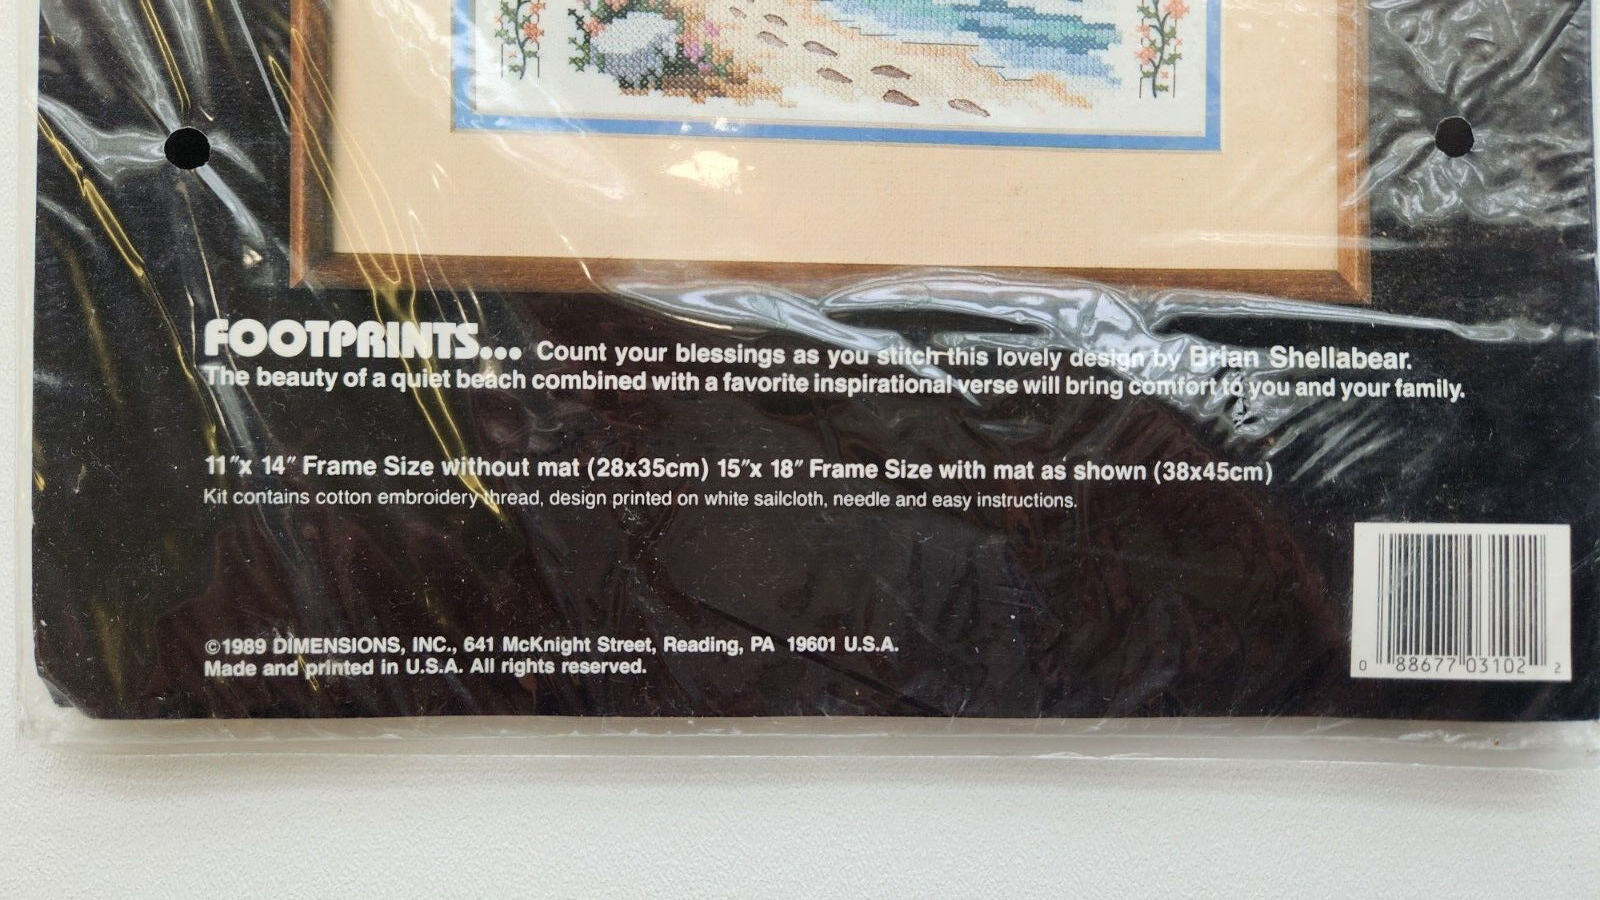 FOOTPRINTS... Count your blessings as you stitch this lovely design by Brian Shellabear.
The beauty of a quiet beach combined with a favorite inspirational verse will bring comfort to you and your family.
11"x 14" Frame Size without mat (28x35cm) 15"x 18" Frame Size with mat as shown (38x45cm)
Kit contains cotton embroidery thread, design printed on white sailcloth, needle and easy instructions.
©1989 DIMENSIONS, INC., 641 McKnight Street, Reading, PA 19601 U.S.A.
Made and printed in U.S.A. All rights reserved.
0 88677 03102 2